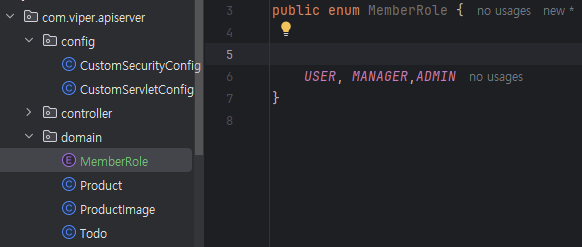 com.viper.apiserver
config
CustomSecurityConfig
CustomServletConfig
controller
domain
MemberRole
Product
ProductImage
Todo
3 public enum MemberRole { no usages new *
4
5
6 USER, MANAGER,ADMIN no usages
7 }
8